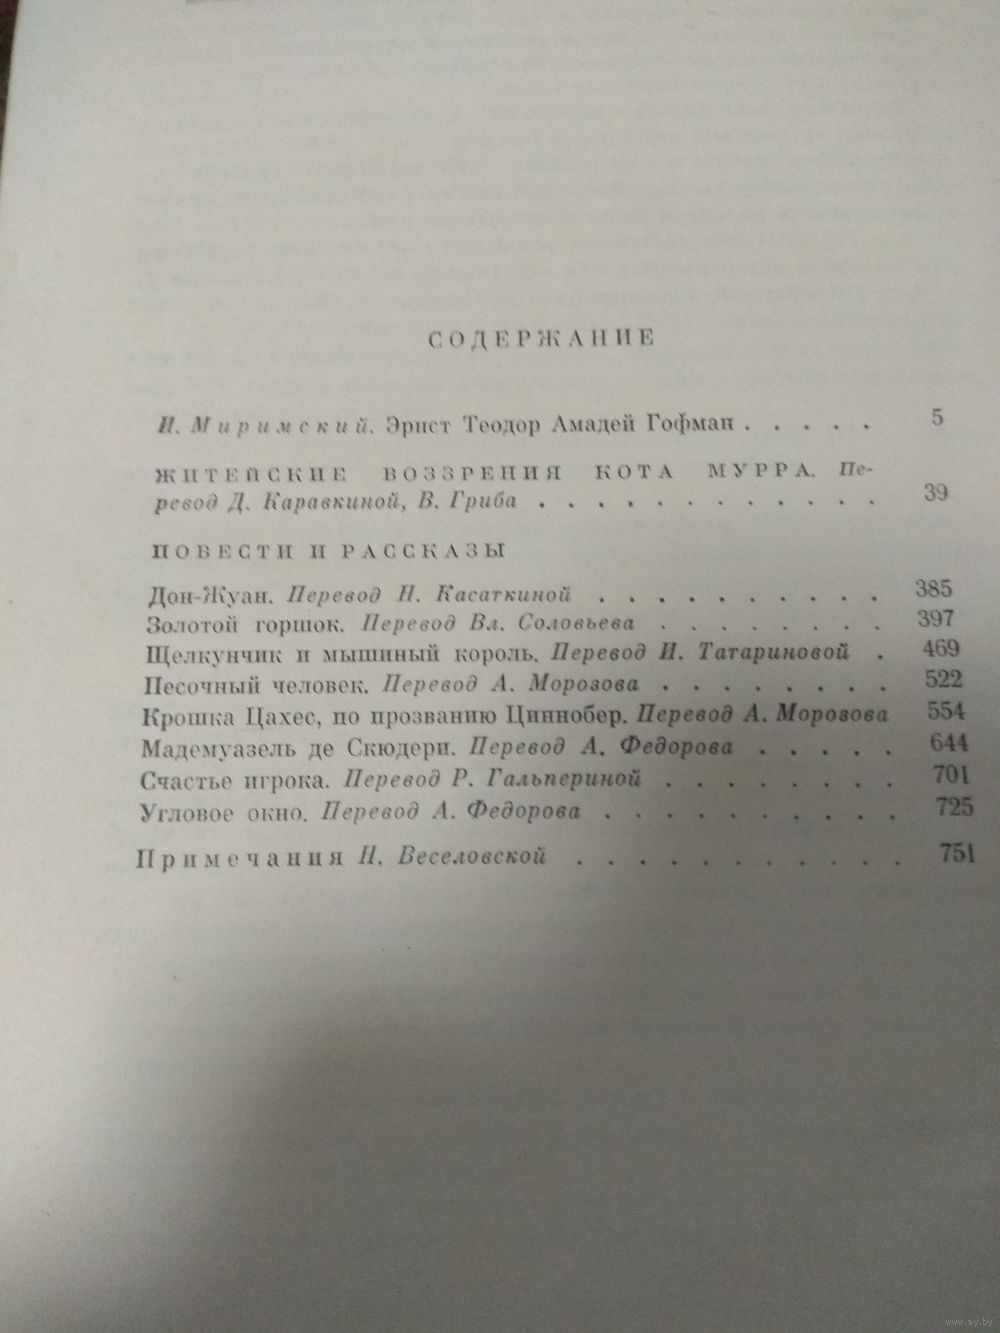 СОДЕРЖАНИЕ
И. Миримский. Эрнст Теодор Амадей Гофман . . . . . 5
ЖИТЕЙСКИЕ ВОЗЗРЕНИЯ КОТА МУРРА. Пе-
ревод Д. Каравкиной, В. Гриба . . . . . . . . . . . . 39
ПОВЕСТИ И РАССКАЗЫ
Дон-Жуан. Перевод Н. Касаткиной . . . . . . . . . . 385
Золотой горшок. Перевод Вл. Соловьева . . . . . . . . 397
Щелкунчик и мышиный король. Перевод И. Татариновой . 469
Песочный человек. Перевод А. Морозова . . . . . . . . 522
Крошка Цахес, по прозванию Циннобер. Перевод А. Морозова 554
Мадемуазель де Скюдери. Перевод А. Федорова . . . . . 644
Счастье игрока. Перевод Р. Гальпериной . . . . . . . . 701
Угловое окно. Перевод А. Федорова . . . . . . . . . . 725
Примечания Н. Веселовской . . . . . . . . . . . 751
www.ay.by